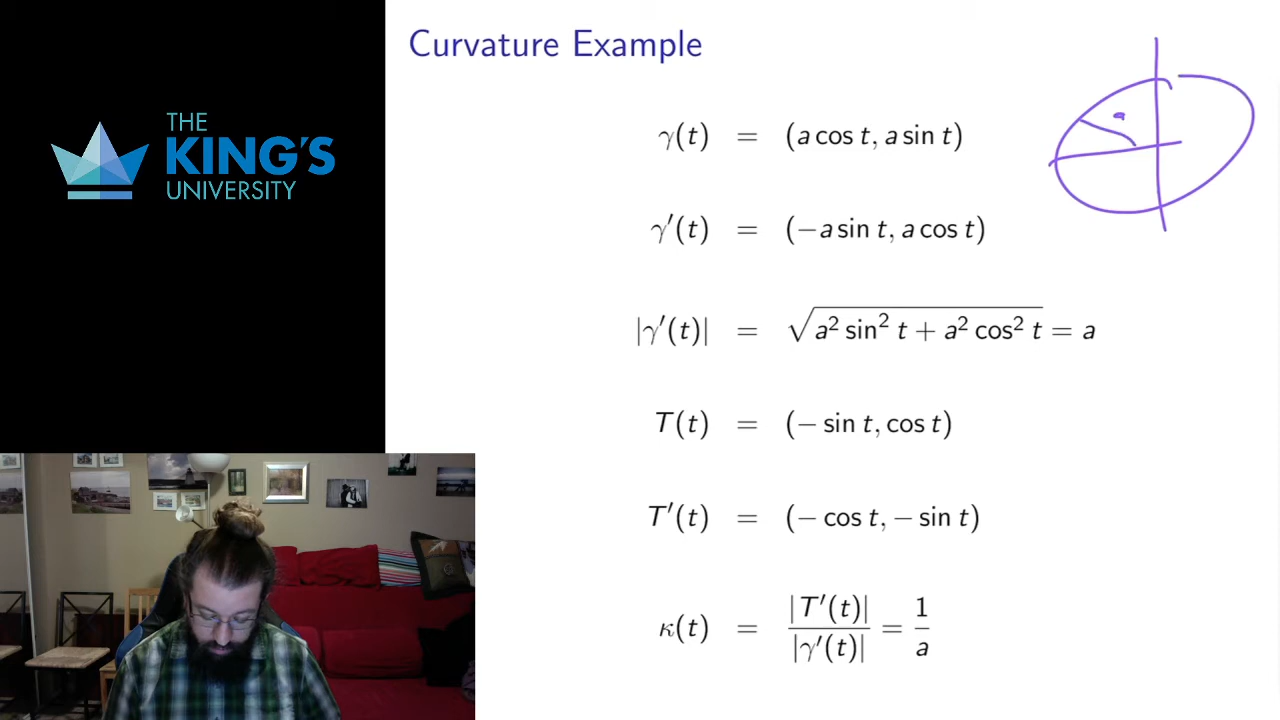 THE
KING'S
UNIVERSITY
Curvature Example
γ(t) = (a cos t, a sin t)
a
γ′(t) = (−a sin t, a cos t)
|γ′(t)| = √(a² sin² t + a² cos² t) = a
T(t) = (− sin t, cos t)
T′(t) = (− cos t, − sin t)
κ(t) = |T′(t)| / |γ′(t)| = 1 / a